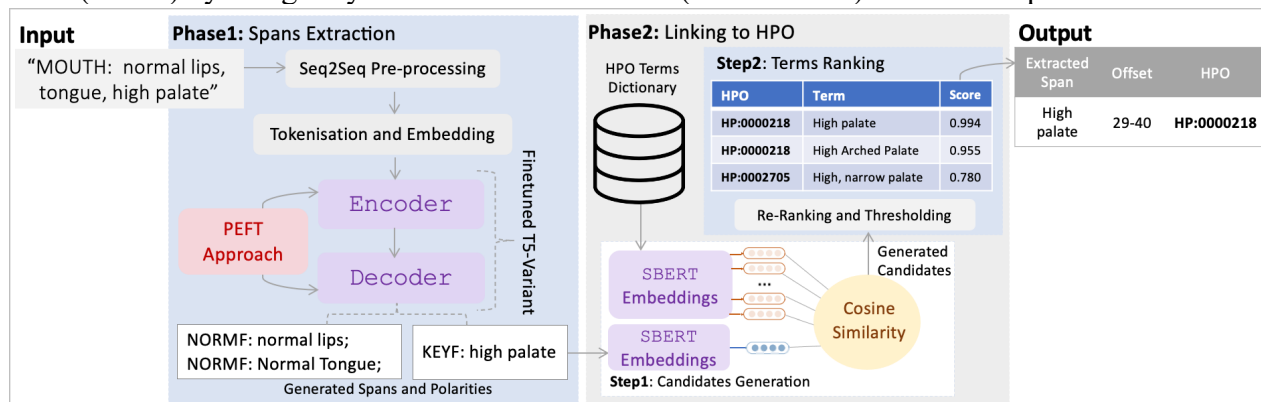 Input
"MOUTH: normal lips,
tongue, high palate"
Phase1: Spans Extraction
Seq2Seq Pre-processing
Tokenisation and Embedding
Encoder
PEFT
Approach
Decoder
Finetuned T5-Variant
NORMF: normal lips;
NORMF: Normal Tongue;
KEYF: high palate
Generated Spans and Polarities
Phase2: Linking to HPO
HPO Terms
Dictionary
Step2: Terms Ranking
HPO Term Score
HP:0000218 High palate 0.994
HP:0000218 High Arched Palate 0.955
HP:0002705 High, narrow palate 0.780
Re-Ranking and Thresholding
Generated
Candidates
SBERT
Embeddings
...
Cosine
Similarity
SBERT
Embeddings
Step1: Candidates Generation
Output
Extracted
Span
Offset
HPO
High
palate
29-40
HP:0000218